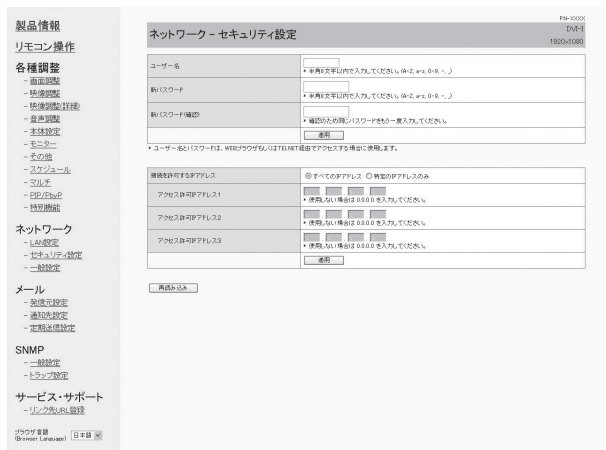 製品情報
リモコン操作
各種調整
- 画面調整
- 映像調整
- 映像調整(詳細)
- 音声調整
- 本体設定
- モニター
- その他
- スケジュール
- マルチ
- PIP/PbyP
- 特別機能
ネットワーク
- LAN設定
- セキュリティ設定
- 一般設定
メール
- 発信元設定
- 通知先設定
- 定期送信設定
SNMP
- 一般設定
- トラップ設定
サービス・サポート
- リンク先URL登録
ブラウザ言語
(Browser Language) 日本語
PN-XXXX
ネットワーク - セキュリティ設定
DVI-I
1920x1080
ユーザー名
* 半角8文字以内で入力してください。(A-Z, a-z, 0-9, -, _)
新パスワード
* 半角8文字以内で入力してください。(A-Z, a-z, 0-9, -, _)
新パスワード(確認)
* 確認のため同じパスワードをもう一度入力してください。
適用
* ユーザー名とパスワードは、WEBブラウザもしくはTELNET経由でアクセスする場合に使用します。
接続を許可するIPアドレス
すべてのIPアドレス 特定のIPアドレスのみ
アクセス許可IPアドレス1
* 使用しない場合は 0.0.0.0 を入力してください。
アクセス許可IPアドレス2
* 使用しない場合は 0.0.0.0 を入力してください。
アクセス許可IPアドレス3
* 使用しない場合は 0.0.0.0 を入力してください。
適用
再読み込み